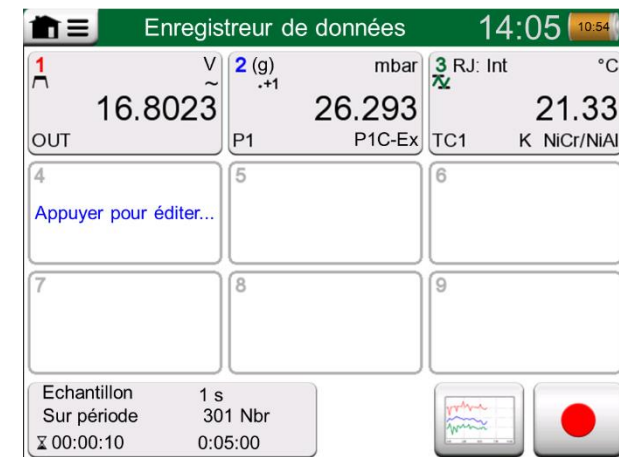 Enregistreur de données 14:05 10:54
1 V
~
16.8023
OUT
2 (g) mbar
.+1
26.293
P1 P1C-Ex
3 RJ: Int °C
21.33
TC1 K NiCr/NiAl
4
Appuyer pour éditer...
5
6
7
8
9
Echantillon 1 s
Sur période 301 Nbr
00:00:10 0:05:00